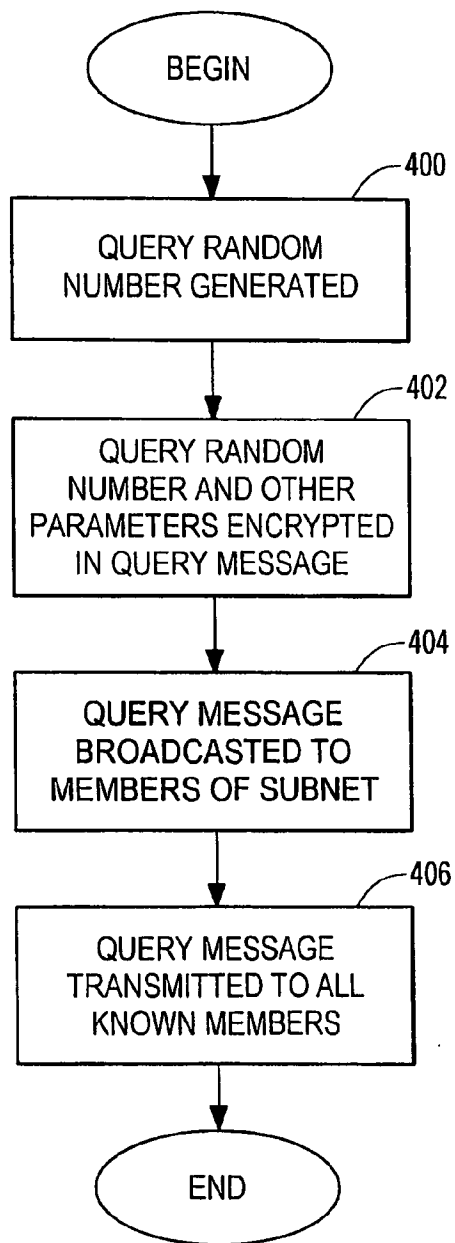 BEGIN
400
QUERY RANDOM
NUMBER GENERATED
402
QUERY RANDOM
NUMBER AND OTHER
PARAMETERS ENCRYPTED
IN QUERY MESSAGE
404
QUERY MESSAGE
BROADCASTED TO
MEMBERS OF SUBNET
406
QUERY MESSAGE
TRANSMITTED TO ALL
KNOWN MEMBERS
END